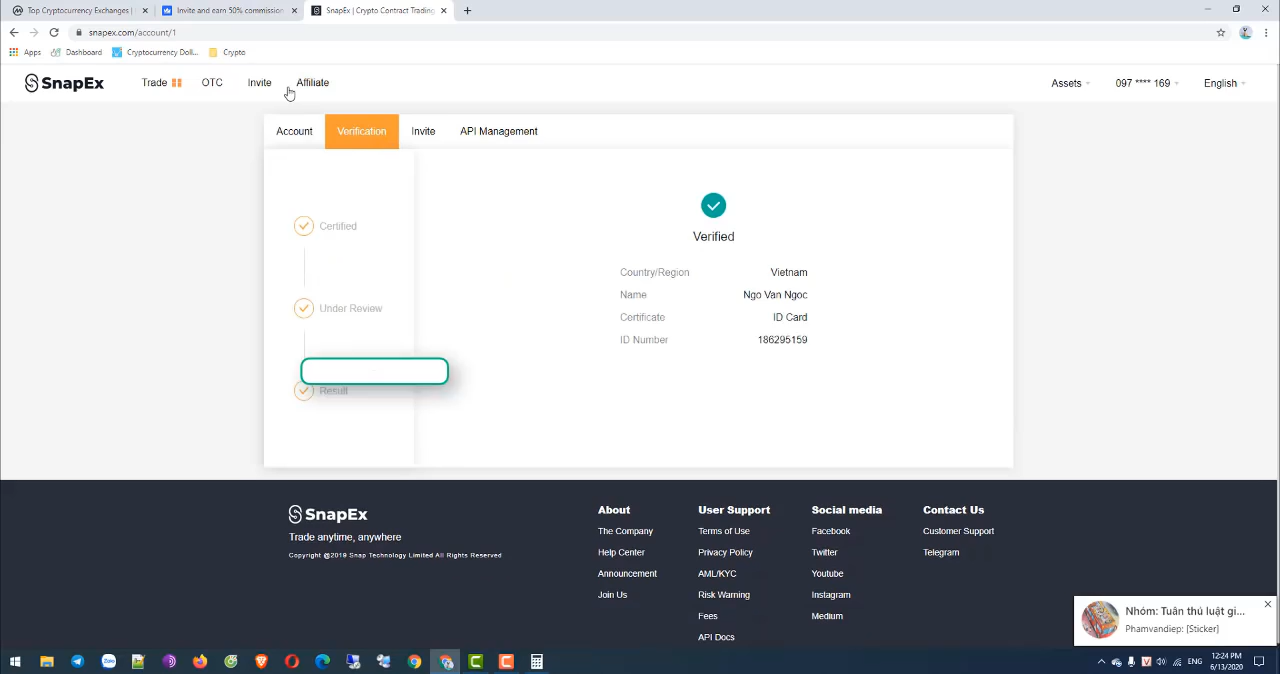 Top Cryptocurrency Exchanges |
Invite and earn 50% commission
SnapEx | Crypto Contract Trading
snapex.com/account/1
Apps Dashboard Cryptocurrency Doll... Crypto
SnapEx Trade OTC Invite Affiliate Assets 097 **** 169 English
Account Verification Invite API Management
Certified
Under Review
Result
Verified
Country/Region Vietnam
Name Ngo Van Ngoc
Certificate ID Card
ID Number 186295159
SnapEx
Trade anytime, anywhere
Copyright @2019 Snap Technology Limited All Rights Reserved
About
The Company
Help Center
Announcement
Join Us
User Support
Terms of Use
Privacy Policy
AML/KYC
Risk Warning
Fees
API Docs
Social media
Facebook
Twitter
Youtube
Instagram
Medium
Contact Us
Customer Support
Telegram
Nhóm: Tuân thủ luật gi...
Phamvandiep: [Sticker]
ENG
12:24 PM
6/13/2020